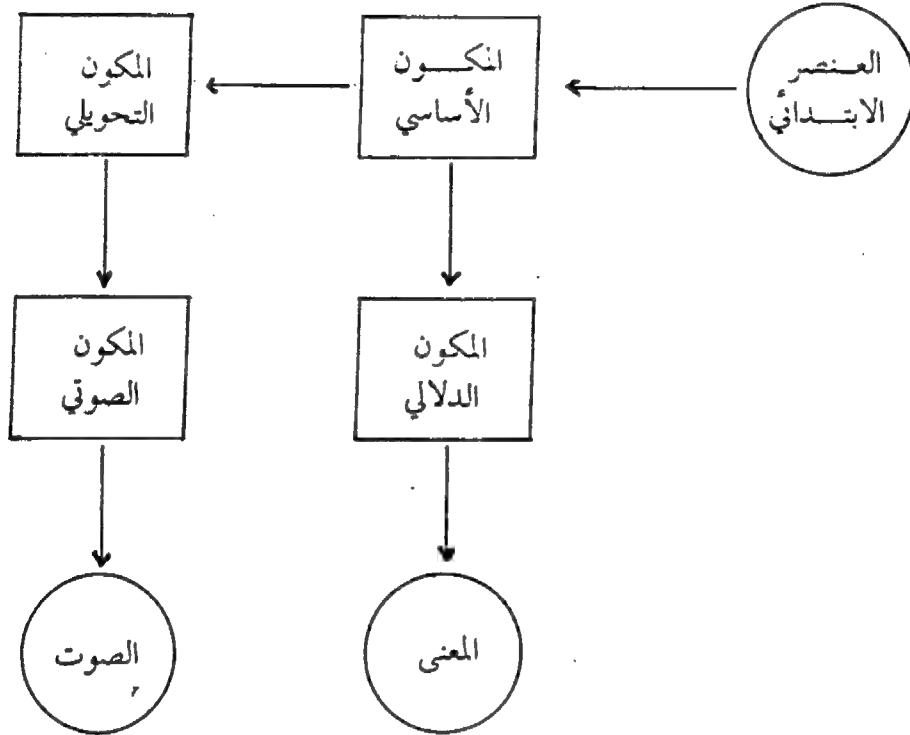 العنصر
الابتدائي
المكون
الأساسي
المكون
التحويلي
المكون
الدلالي
المكون
الصوتي
المعنى
الصوت